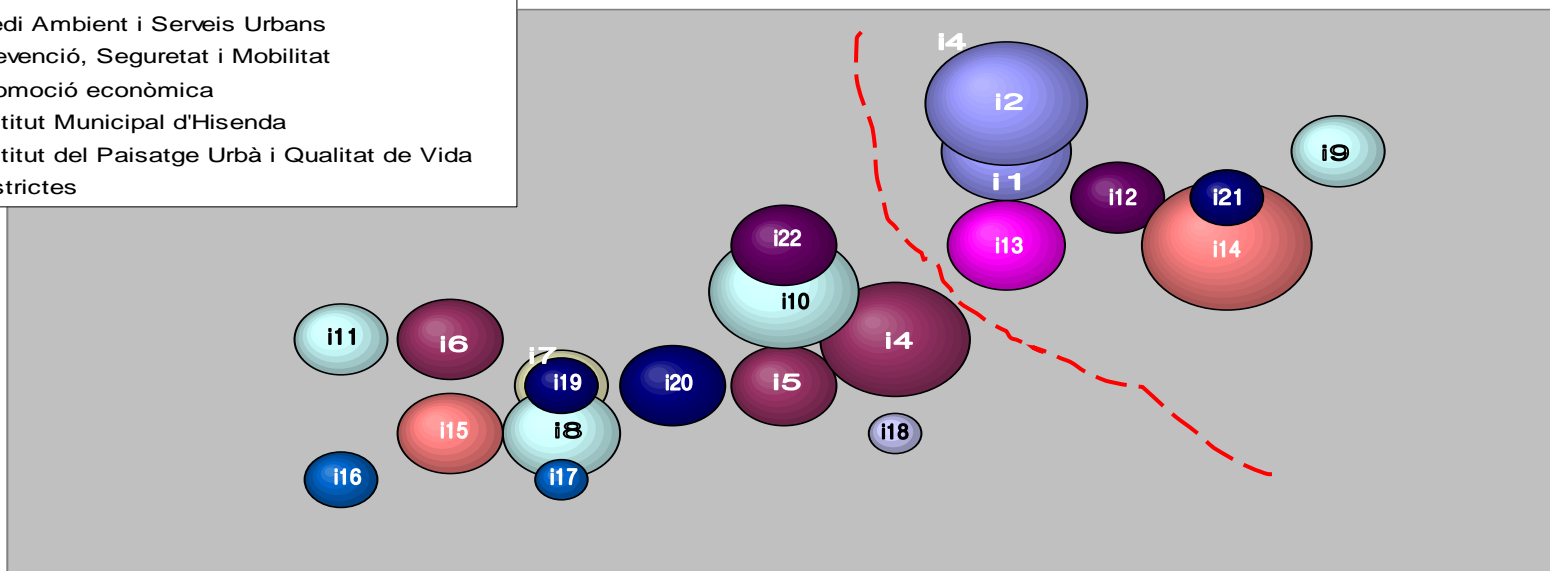 edi Ambient i Serveis Urbans
evenció, Seguretat i Mobilitat
omoció econòmica
titut Municipal d'Hisenda
titut del Paisatge Urbà i Qualitat de Vida
strictes
i4
i2
i1
i9
i12
i21
i14
i13
i22
i10
i4
i11
i6
i7
i19
i20
i5
i15
i8
i18
i16
i17